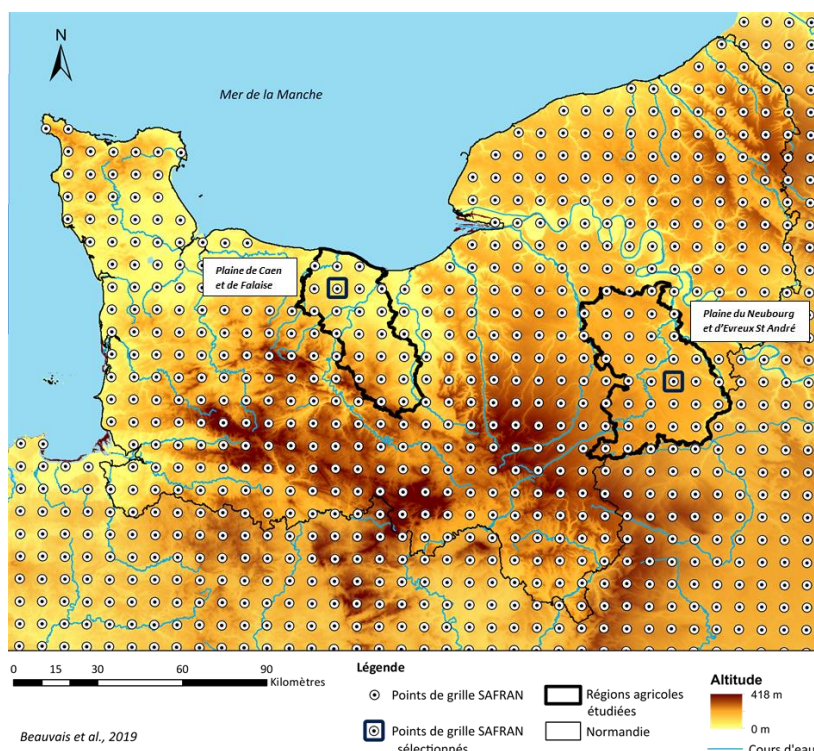 N
Mer de la Manche
Plaine de Caen
et de Falaise
Plaine du Neubourg
et d'Evreux St André
0 15 30 60 90
Kilomètres
Légende
Points de grille SAFRAN
Points de grille SAFRAN
sélectionnés
Régions agricoles
étudiées
Normandie
Altitude
418 m
0 m
Cours d'eau
Beauvais et al., 2019